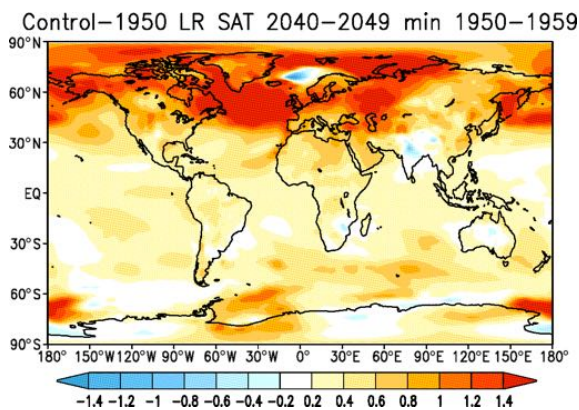 Control-1950 LR SAT 2040-2049 min 1950-1959
90°N
60°N
30°N
EQ
30°S
60°S
90°S
180° 150°W 120°W 90°W 60°W 30°W 0° 30°E 60°E 90°E 120°E 150°E 180°
-1.4 -1.2 -1 -0.8 -0.6 -0.4 -0.2 0.2 0.4 0.6 0.8 1 1.2 1.4